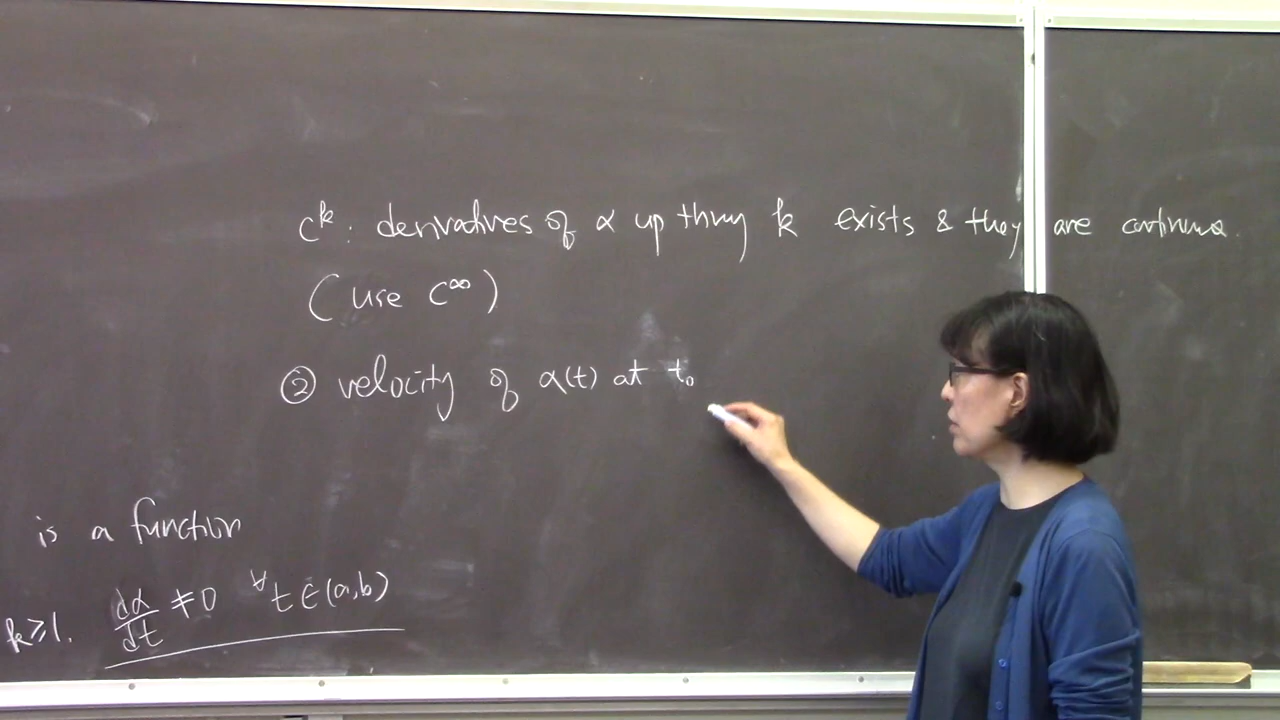 C^k. derivatives of α up thru k exists & they are continuous.
(use C^∞)
② velocity of α(t) at t₀
is a function
k≥1. dα/dt ≠ 0 ∀t∈(a,b)